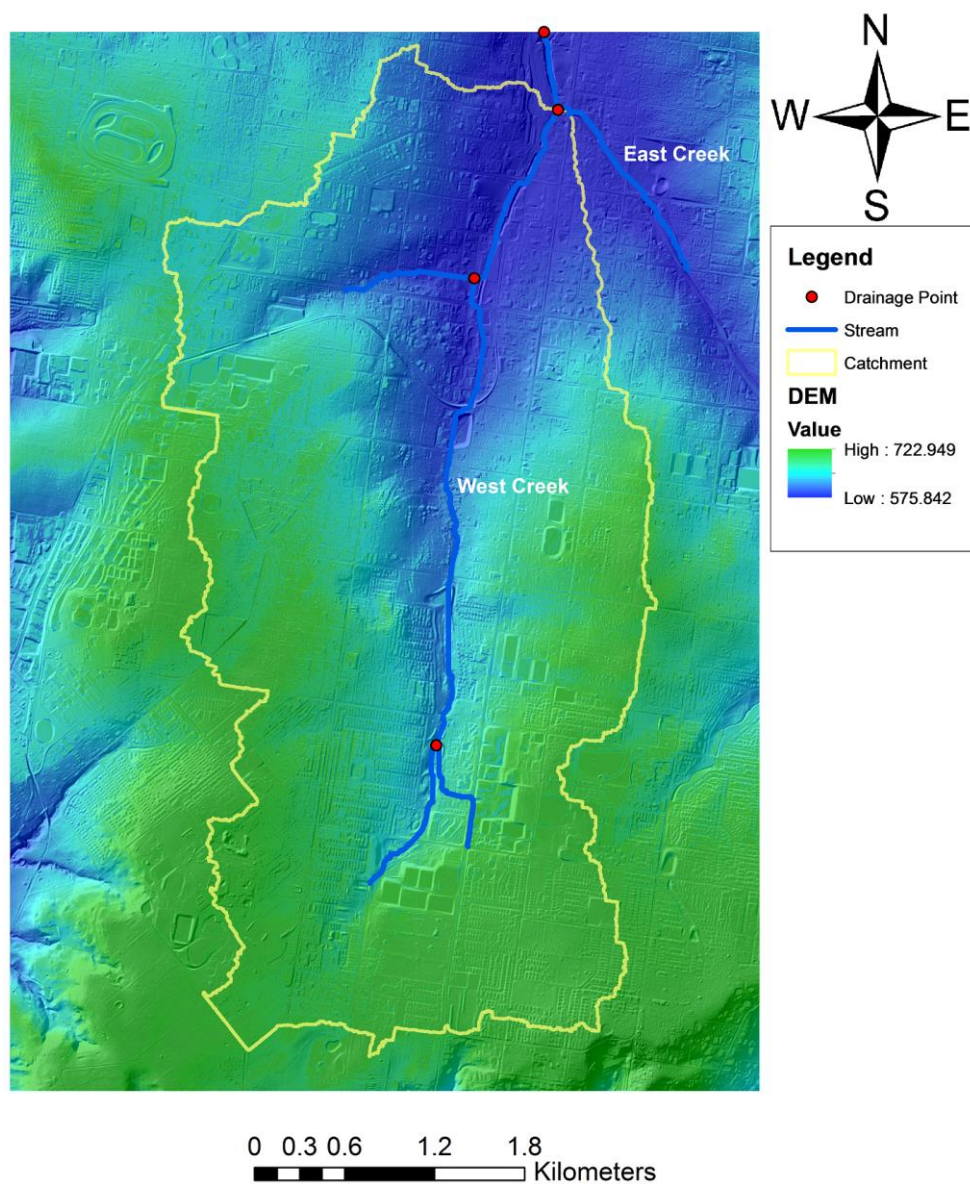 N
W E
S
East Creek
West Creek
Legend
Drainage Point
Stream
Catchment
DEM
Value
High : 722.949
Low : 575.842
0 0.3 0.6 1.2 1.8
Kilometers